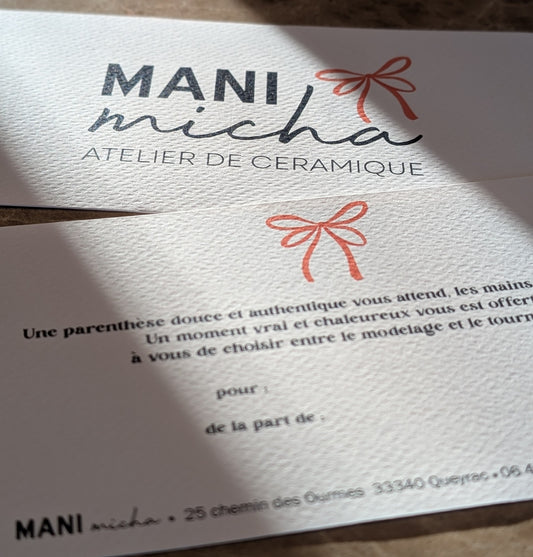 MANI
micha
ATELIER DE CERAMIQUE
Une parenthèse douce et authentique vous attend, les mains
Un moment vrai et chaleureux vous est offert
à vous de choisir entre le modelage et le tourn
pour :
de la part de :
MANI micha • 25 chemin des Ourmes 33340 Queyrac • 06 4